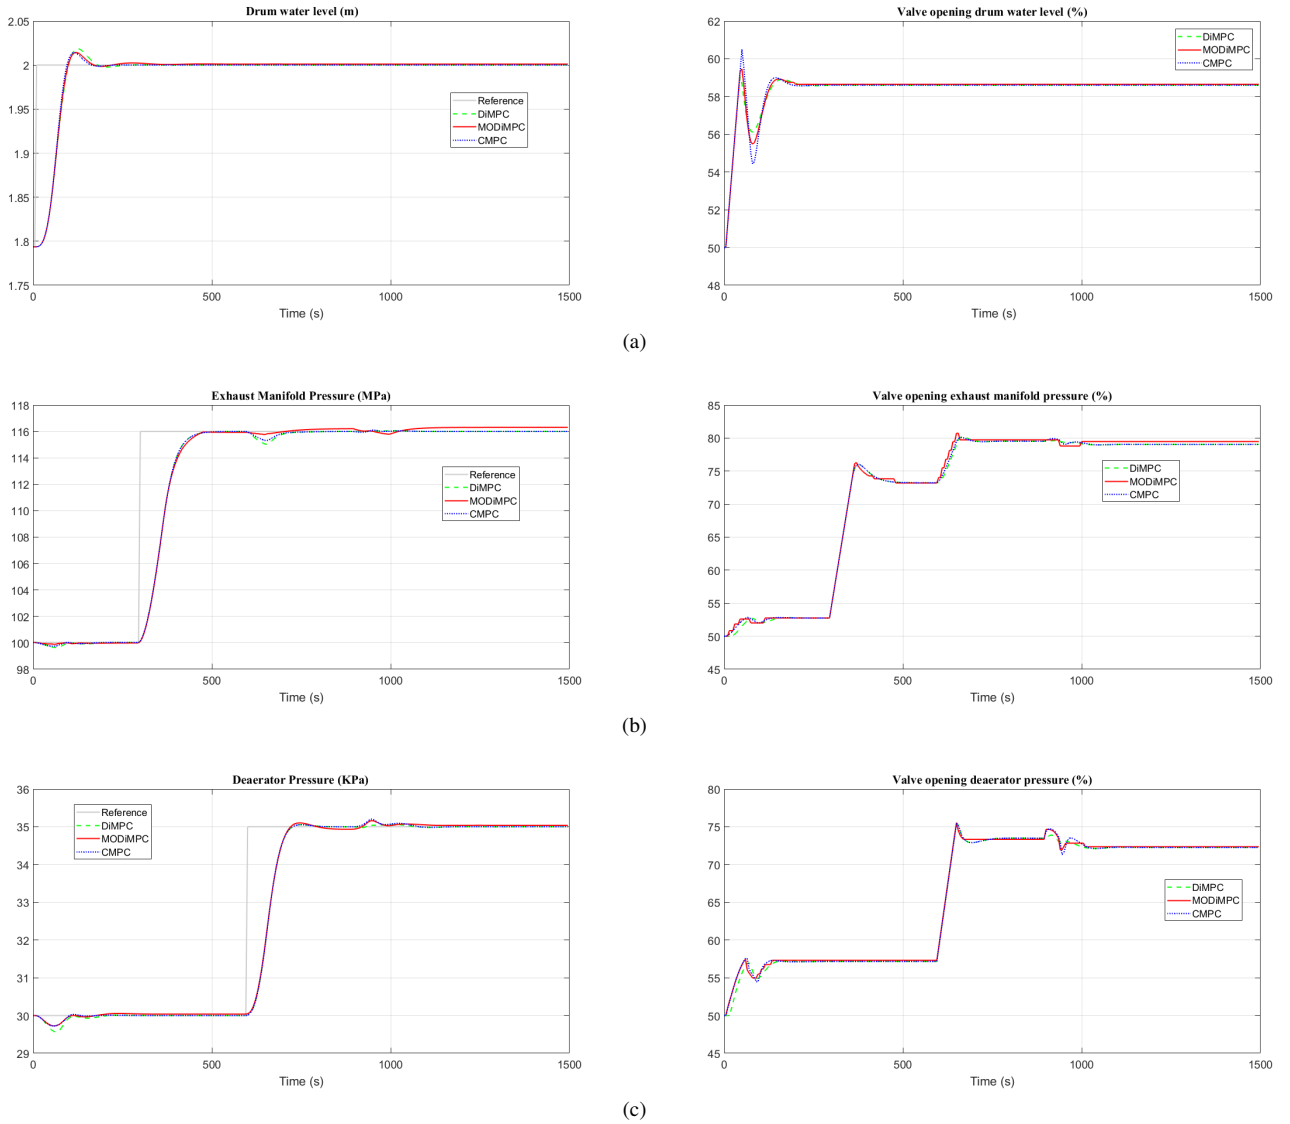 Drum water level (m)
2.05
2
1.95
1.9
1.85
1.8
1.75
0
500
1000
1500
Time (s)
Reference
DiMPC
MODiMPC
CMPC
Valve opening drum water level (%)
62
60
58
56
54
52
50
48
0
500
1000
1500
Time (s)
DiMPC
MODiMPC
CMPC
(a)
Exhaust Manifold Pressure (MPa)
118
116
114
112
110
108
106
104
102
100
98
0
500
1000
1500
Time (s)
Reference
DiMPC
MODiMPC
CMPC
Valve opening exhaust manifold pressure (%)
85
80
75
70
65
60
55
50
45
0
500
1000
1500
Time (s)
DiMPC
MODiMPC
CMPC
(b)
Deaerator Pressure (KPa)
36
35
34
33
32
31
30
29
0
500
1000
1500
Time (s)
Reference
DiMPC
MODiMPC
CMPC
Valve opening deaerator pressure (%)
80
75
70
65
60
55
50
45
0
500
1000
1500
Time (s)
DiMPC
MODiMPC
CMPC
(c)